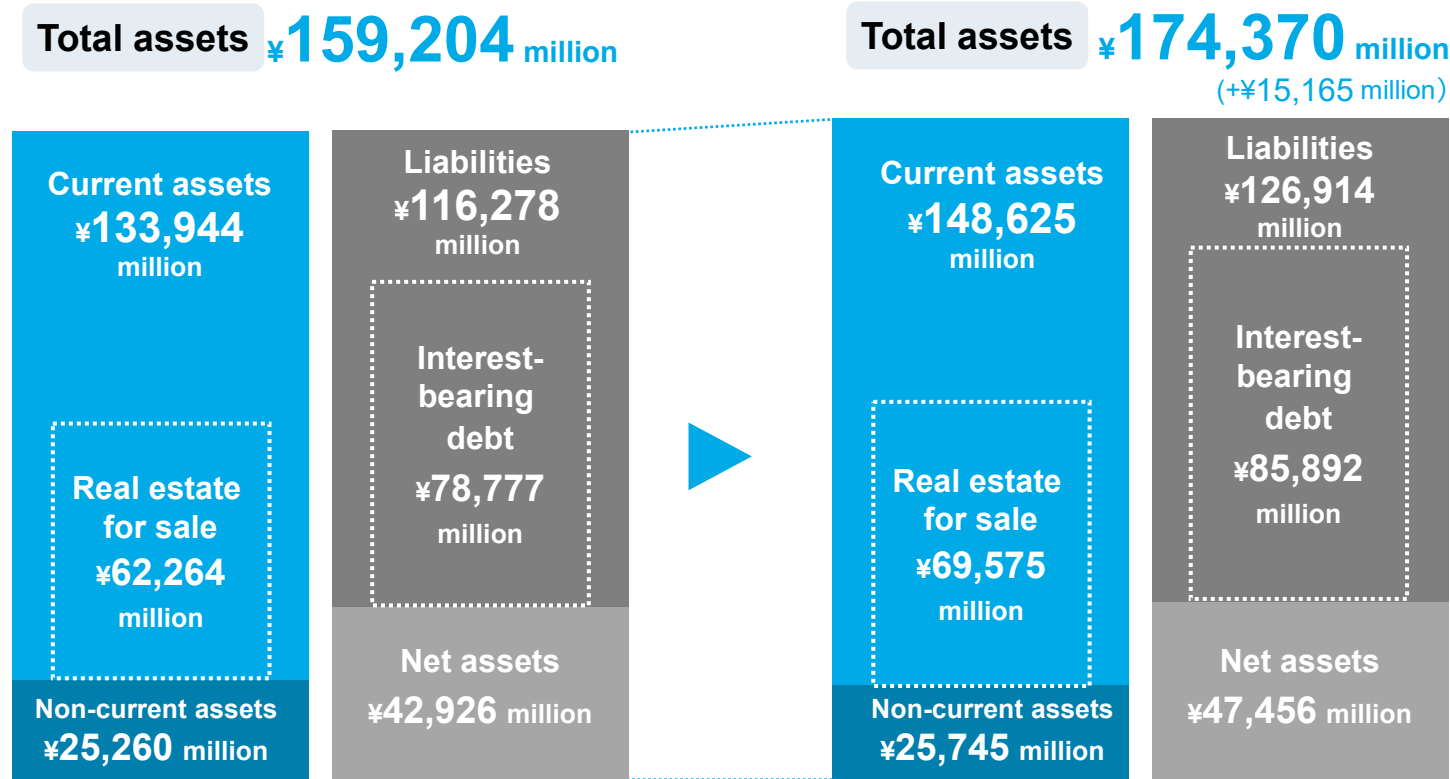 Total assets ¥159,204 million
Current assets
¥133,944
million
Real estate
for sale
¥62,264
million
Non-current assets
¥25,260 million
Liabilities
¥116,278
million
Interest-
bearing
debt
¥78,777
million
Net assets
¥42,926 million
Total assets ¥174,370 million
(+¥15,165 million）
Current assets
¥148,625
million
Real estate
for sale
¥69,575
million
Non-current assets
¥25,745 million
Liabilities
¥126,914
million
Interest-
bearing
debt
¥85,892
million
Net assets
¥47,456 million